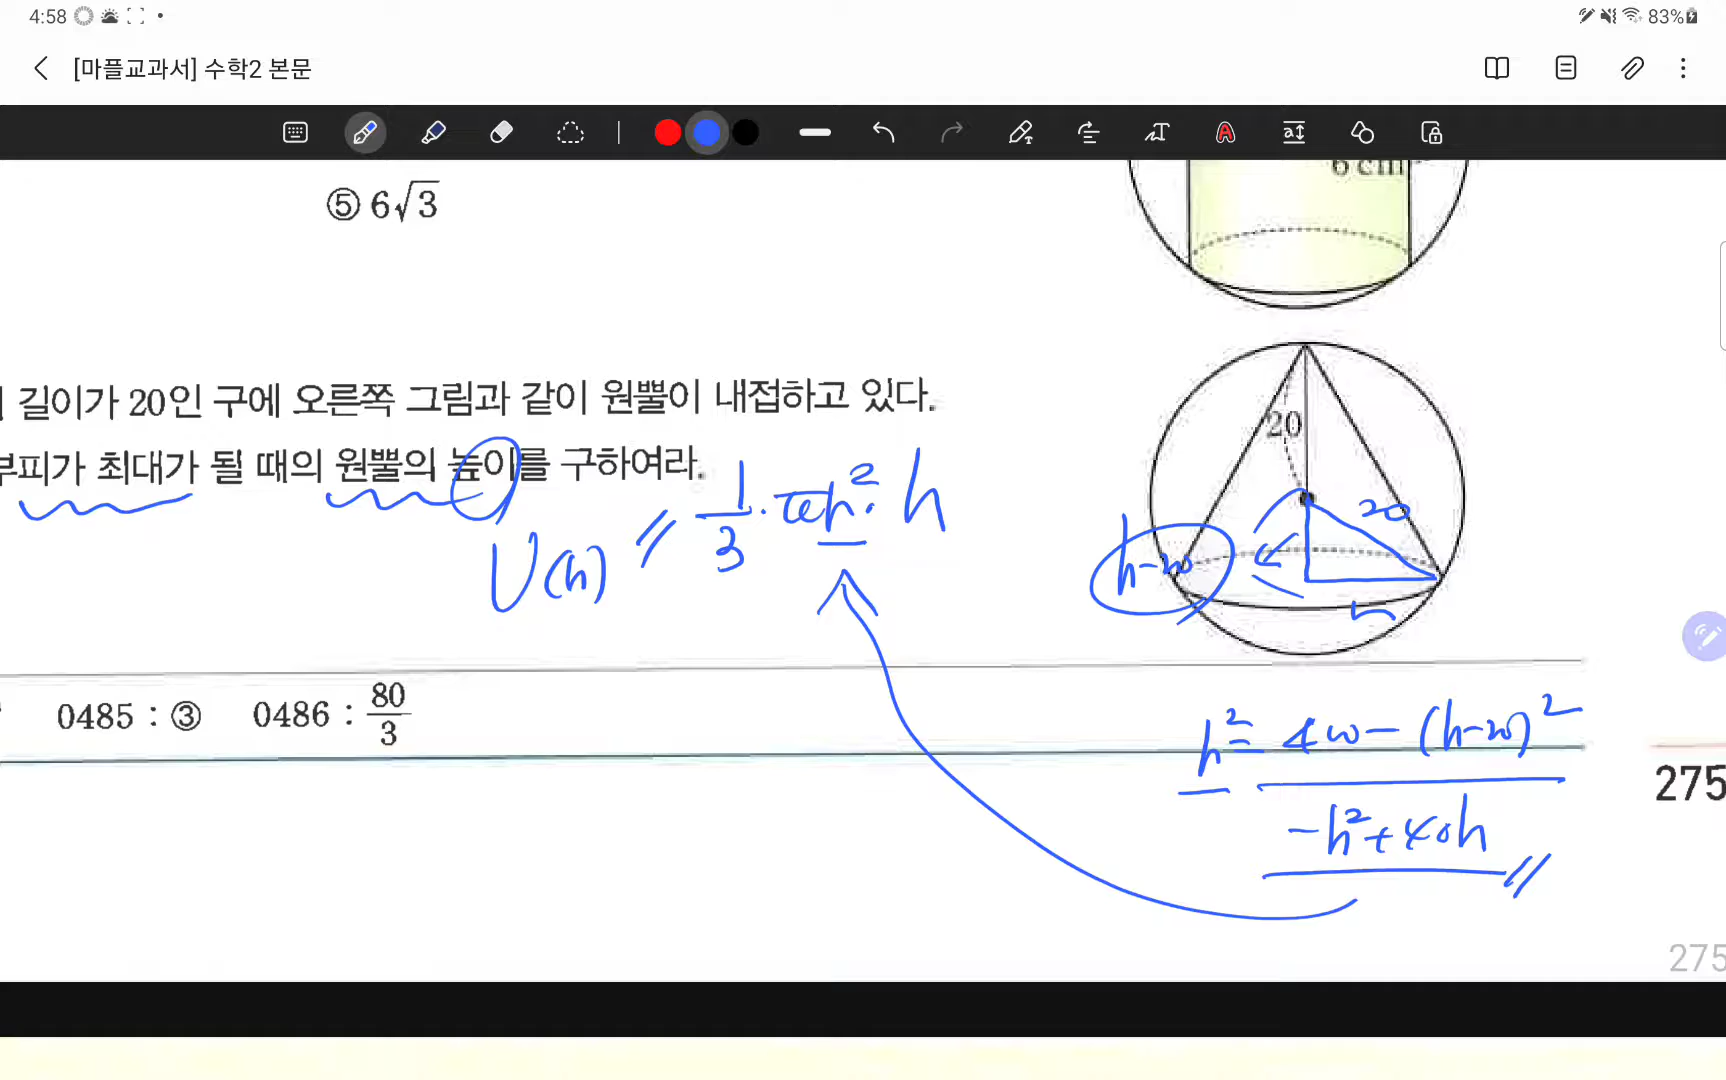 4:58
83%
[마플교과서] 수학2 본문
6 cm
⑤ 6√3
길이가 20인 구에 오른쪽 그림과 같이 원뿔이 내접하고 있다.
20
부피가 최대가 될 때의 원뿔의 높이를 구하여라.
V(h) = 1/3 · πh² · h
20
h-20
r
0485 : ③ 0486 : 80/3
h² = 400 - (h-20)²
-h² + 40h
275
275